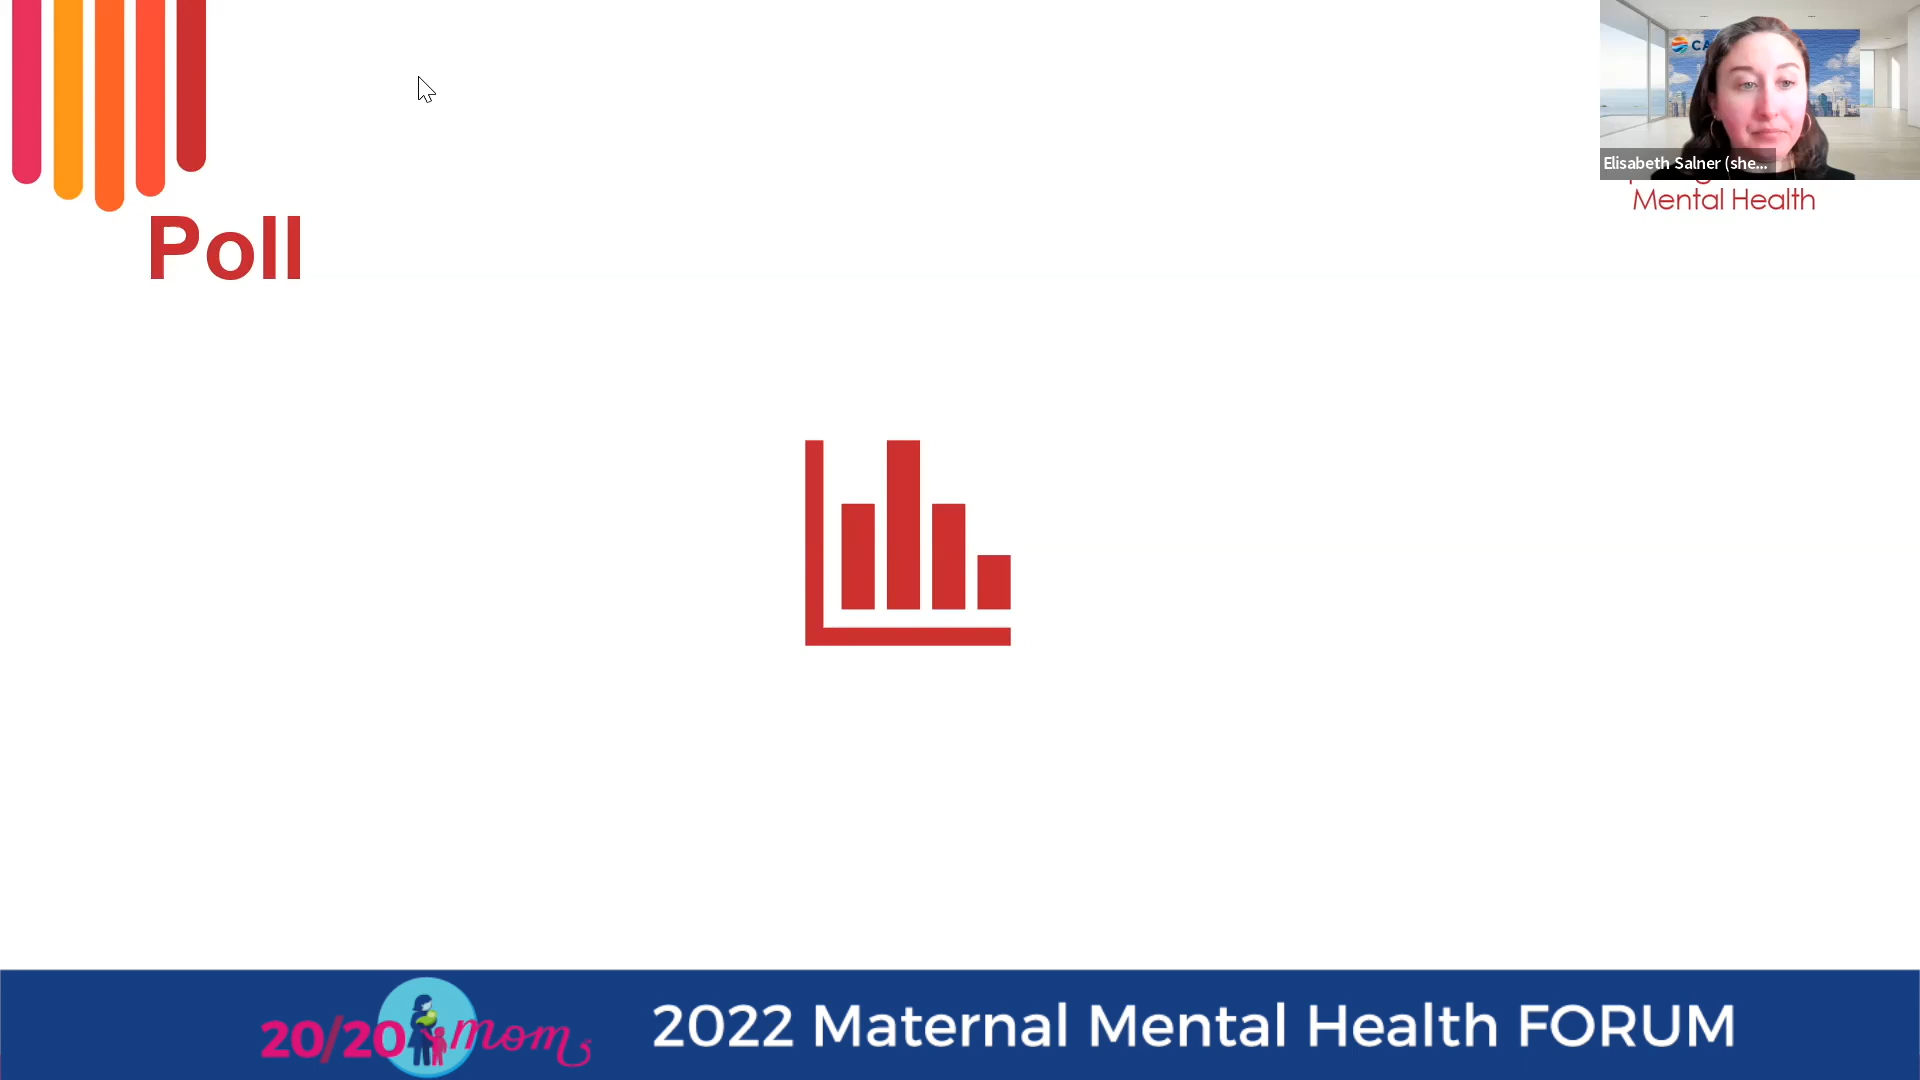 Elisabeth Salner (she...
Mental Health
Poll
20/20 mom
2022 Maternal Mental Health FORUM